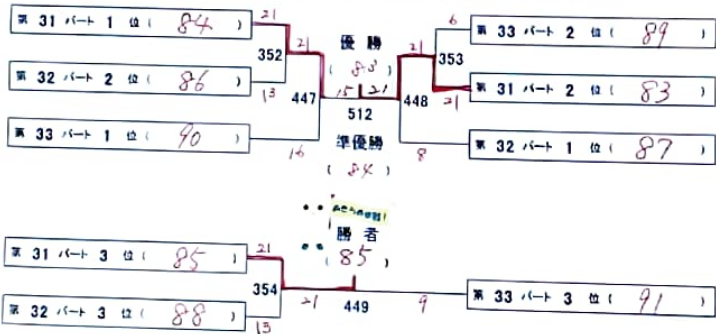 第 31 パート 1 位 ( 84 )
21
6
第 33 パート 2 位 ( 89 )
352
21
優 勝
21
353
( 83 )
第 32 パート 2 位 ( 86 )
13
447
15
21
448
21
第 31 パート 2 位 ( 83 )
512
第 33 パート 1 位 ( 90 )
16
準優勝
8
第 32 パート 1 位 ( 87 )
( 84 )
勝 者
第 31 パート 3 位 ( 85 )
21
( 85 )
354
21
449
9
第 33 パート 3 位 ( 91 )
第 32 パート 3 位 ( 88 )
13